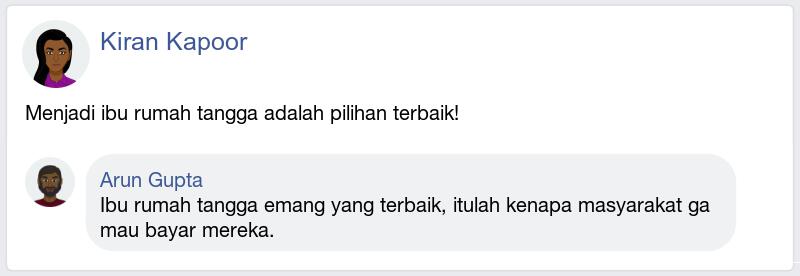 Kiran Kapoor
Menjadi ibu rumah tangga adalah pilihan terbaik!
Arun Gupta
Ibu rumah tangga emang yang terbaik, itulah kenapa masyarakat ga
mau bayar mereka.